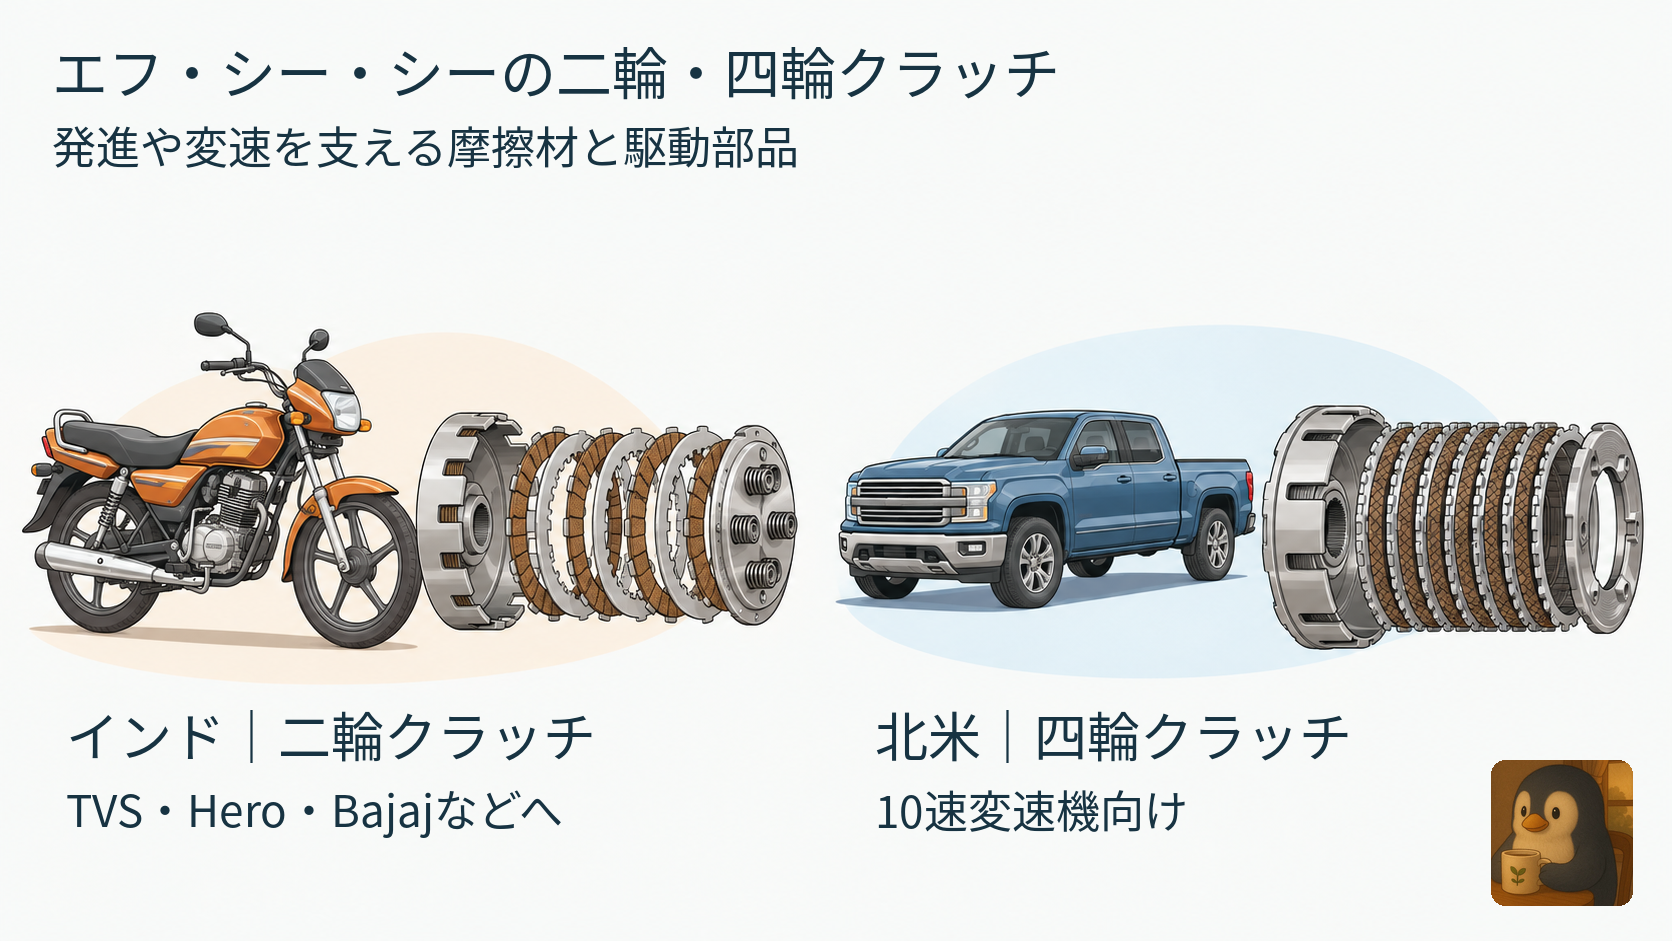 エフ・シー・シーの二輪・四輪クラッチ
発進や変速を支える摩擦材と駆動部品
インド｜二輪クラッチ
TVS・Hero・Bajajなどへ
北米｜四輪クラッチ
10速変速機向け